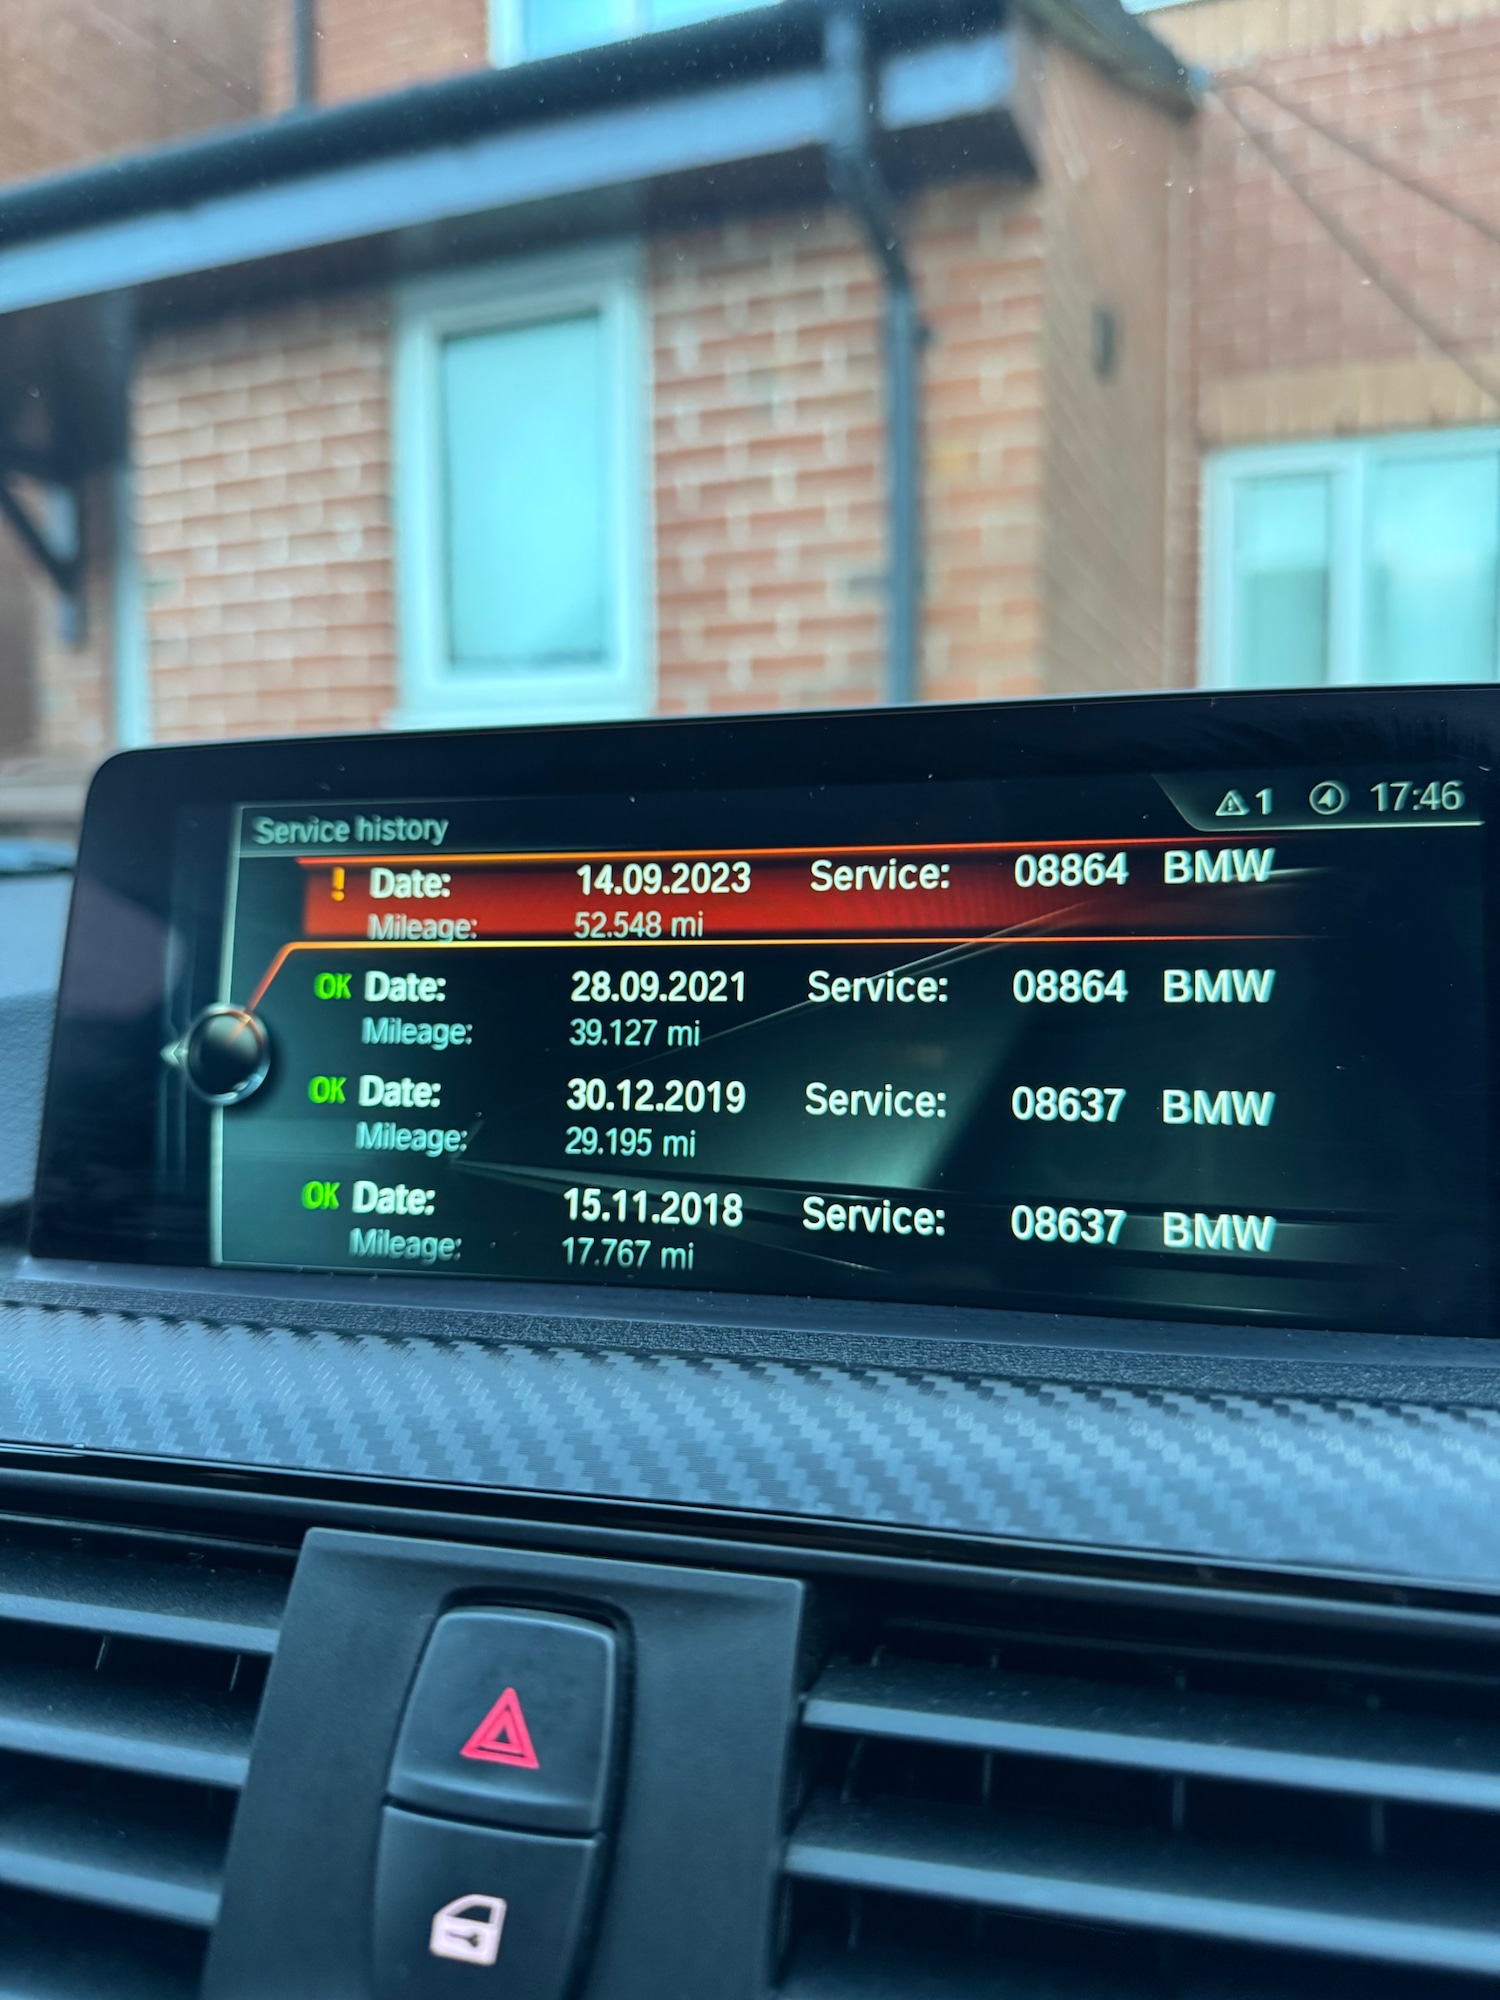 1 17:46
Service history
! Date: 14.09.2023 Service: 08864 BMW
Mileage: 52.548 mi
OK Date: 28.09.2021 Service: 08864 BMW
Mileage: 39.127 mi
OK Date: 30.12.2019 Service: 08637 BMW
Mileage: 29.195 mi
OK Date: 15.11.2018 Service: 08637 BMW
Mileage: 17.767 mi